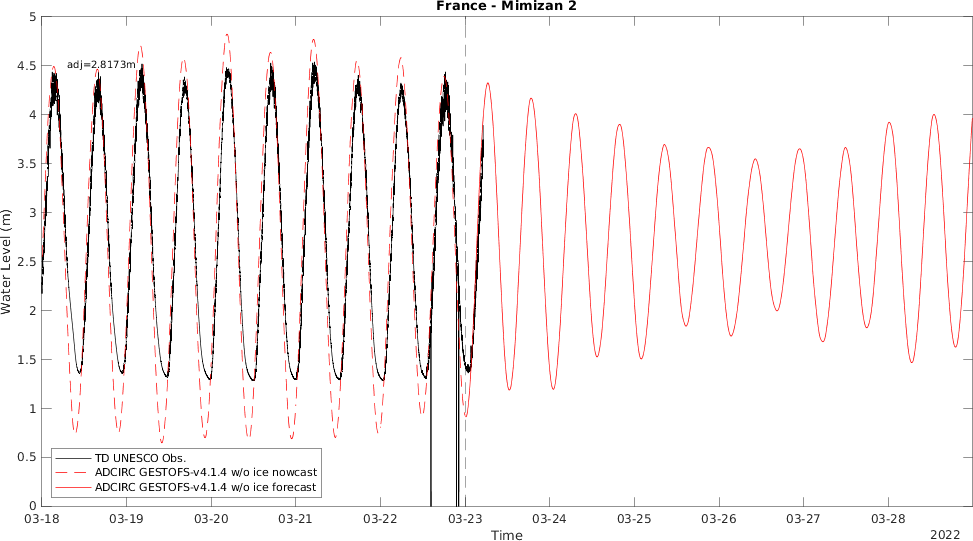 France - Mimizan 2
5
4.5
4
3.5
3
2.5
2
1.5
1
0.5
0
Water Level (m)
adj=2.8173m
TD UNESCO Obs.
ADCIRC GESTOFS-v4.1.4 w/o ice nowcast
ADCIRC GESTOFS-v4.1.4 w/o ice forecast
03-18 03-19 03-20 03-21 03-22 03-23 03-24 03-25 03-26 03-27 03-28
Time
2022